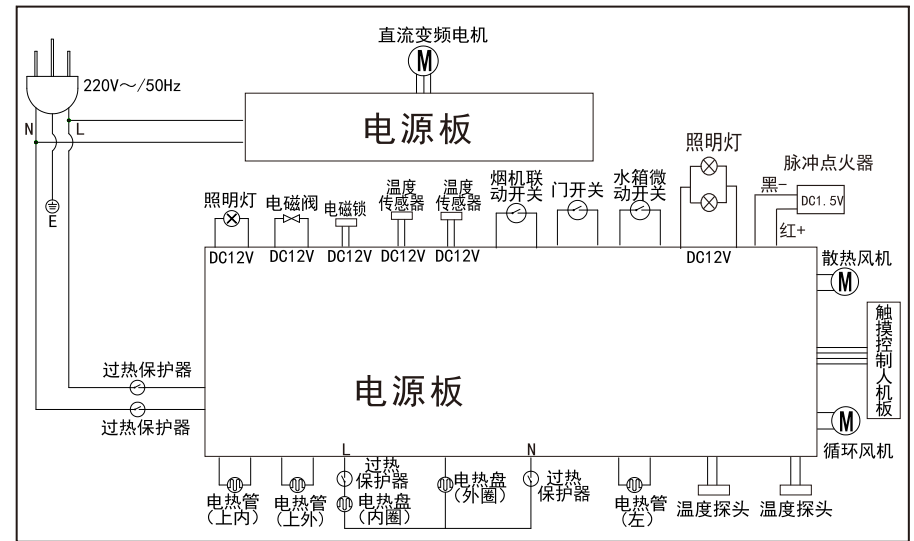 直流变频电机
M
220V～/50Hz
N
L
电源板
E
照明灯
电磁阀
电磁锁
温度
传感器
温度
传感器
烟机联
动开关
门开关
水箱微
动开关
照明灯
脉冲点火器
黑-
DC1.5V
红+
DC12V
DC12V
DC12V
DC12V
DC12V
DC12V
散热风机
M
触摸控制人机板
过热保护器
过热保护器
电源板
M
循环风机
L
N
电热管
(上内)
电热管
(上外)
过热
保护器
电热盘
(内圈)
电热盘
(外圈)
过热
保护器
电热管
(左)
温度探头
温度探头